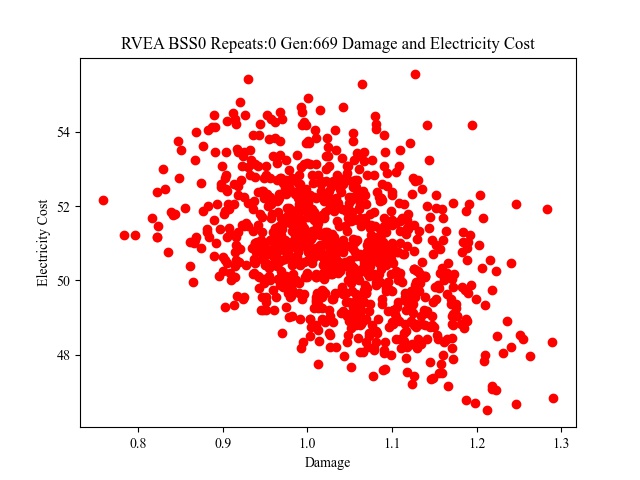 RVEA BSS0 Repeats:0 Gen:669 Damage and Electricity Cost
54
52
50
48
Electricity Cost
0.8 0.9 1.0 1.1 1.2 1.3
Damage